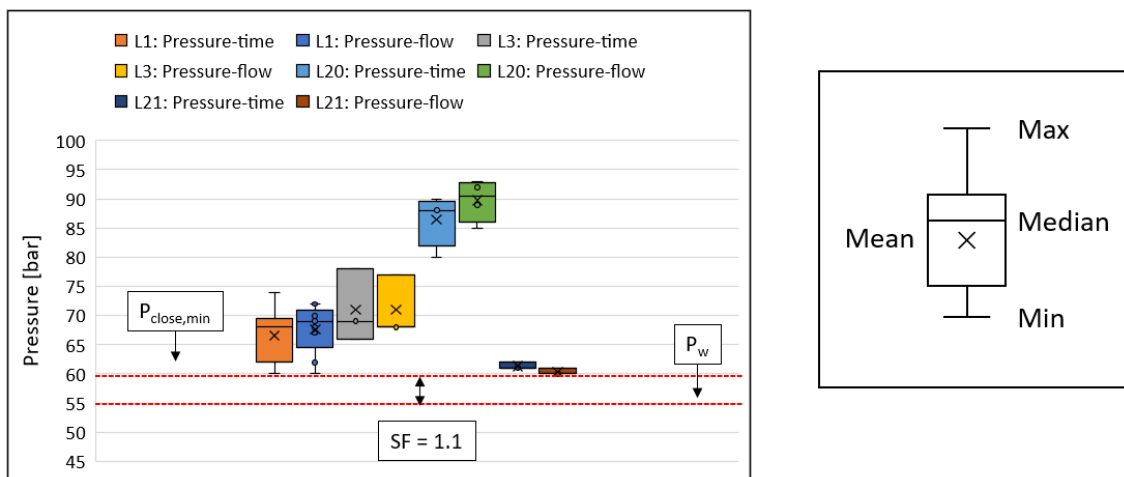 L1: Pressure-time L1: Pressure-flow L3: Pressure-time
L3: Pressure-flow L20: Pressure-time L20: Pressure-flow
L21: Pressure-time L21: Pressure-flow
Pressure [bar]
100
95
90
85
80
75
70
65
60
55
50
45
P close,min
P w
SF = 1.1
Max
Median
Mean
Min